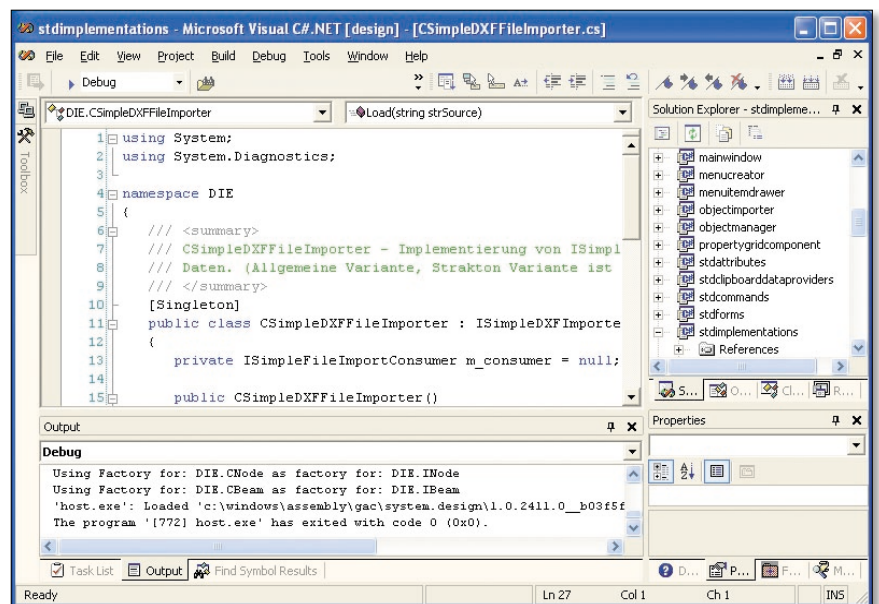 stdimplementations - Microsoft Visual C#.NET [design] - [CSimpleDXFFileImporter.cs]
File Edit View Project Build Debug Tools Window Help
Debug
DIE.CSimpleDXFFileImporter
Load(string strSource)
Toolbox
1 using System;
2 using System.Diagnostics;
3
4 namespace DIE
5 {
6 /// <summary>
7 /// CSimpleDXFFileImporter - Implementierung von ISimpl
8 /// Daten. (Allgemeine Variante, Strakton Variante ist
9 /// </summary>
10 [Singleton]
11 public class CSimpleDXFFileImporter : ISimpleDXFImporte
12 {
13 private ISimpleFileImportConsumer m_consumer = null;
14
15 public CSimpleDXFFileImporter()
Solution Explorer - stdimpleme...
mainwindow
menucreator
menuitemdrawer
objectimporter
objectmanager
propertygridcomponent
stdattributes
stdclipboarddataproviders
stdcommands
stdforms
stdimplementations
References
S... O... Cl... R...
Output
Debug
Using Factory for: DIE.CNode as factory for: DIE.INode
Using Factory for: DIE.CBeam as factory for: DIE.IBeam
'host.exe': Loaded 'c:\windows\assembly\gac\system.design\1.0.2411.0__b03f5f
The program '[772] host.exe' has exited with code 0 (0x0).
Task List Output Find Symbol Results
Properties
D... P... F... M...
Ready Ln 27 Col 1 Ch 1 INS